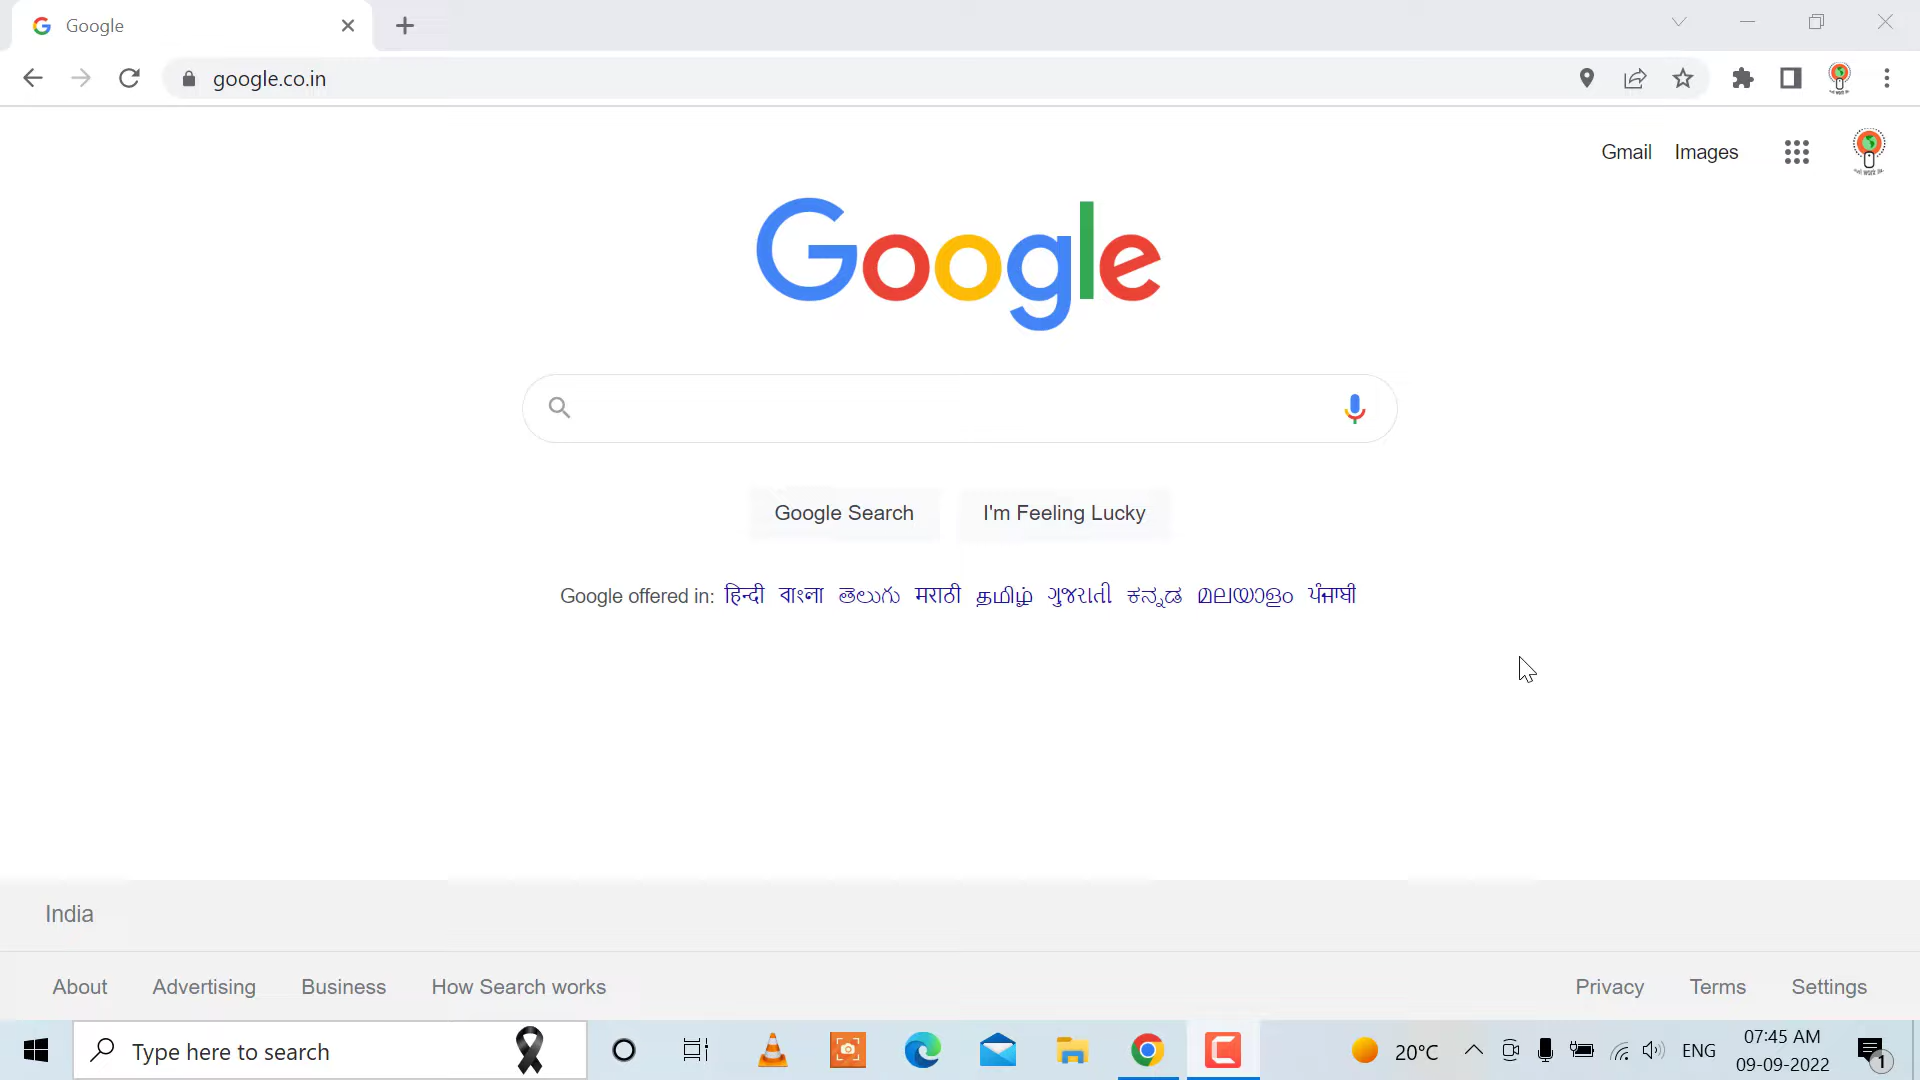 Google
google.co.in
Gmail Images
Google
Google Search I'm Feeling Lucky
Google offered in: हिन्दी বাংলা తెలుగు मराठी தமிழ் ગુજરાતી ಕನ್ನಡ മലയാളം ਪੰਜਾਬੀ
India
About Advertising Business How Search works Privacy Terms Settings
Type here to search 20°C ENG 07:45 AM
09-09-2022 1